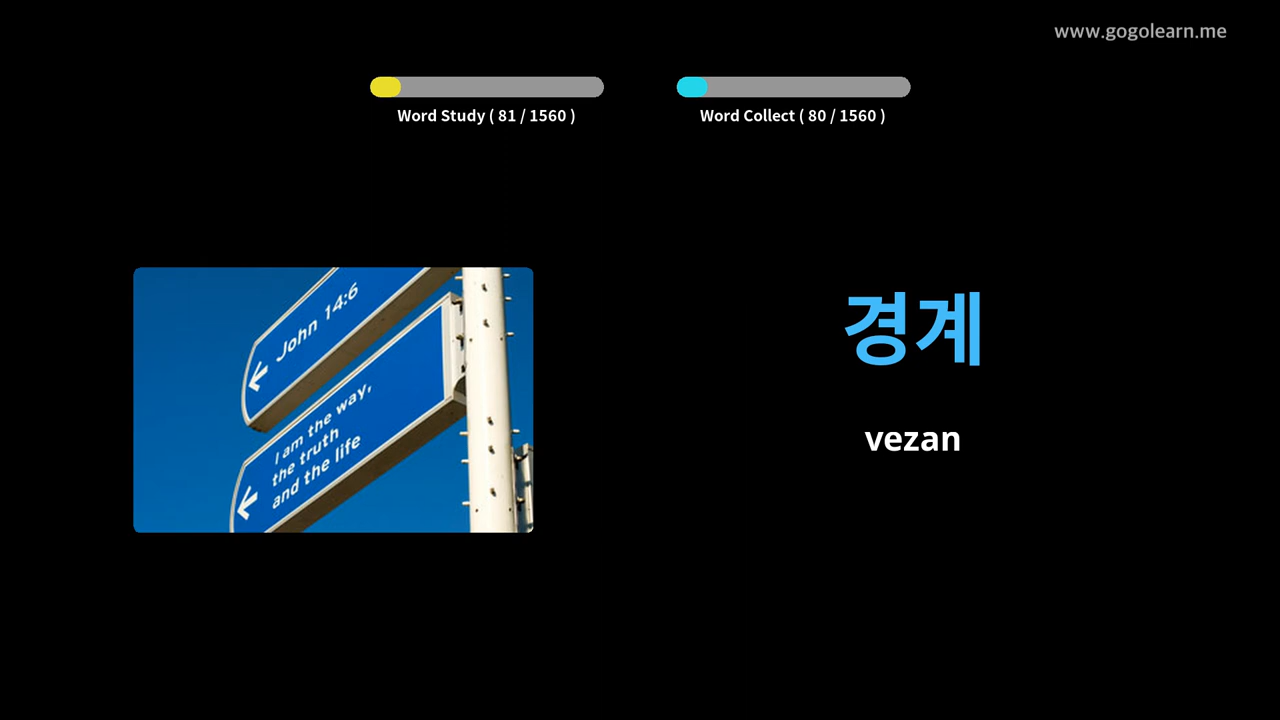 www.gogolearn.me
Word Study ( 81 / 1560 )
Word Collect ( 80 / 1560 )
John 14:6
I am the way,
the truth
and the life
경계
vezan